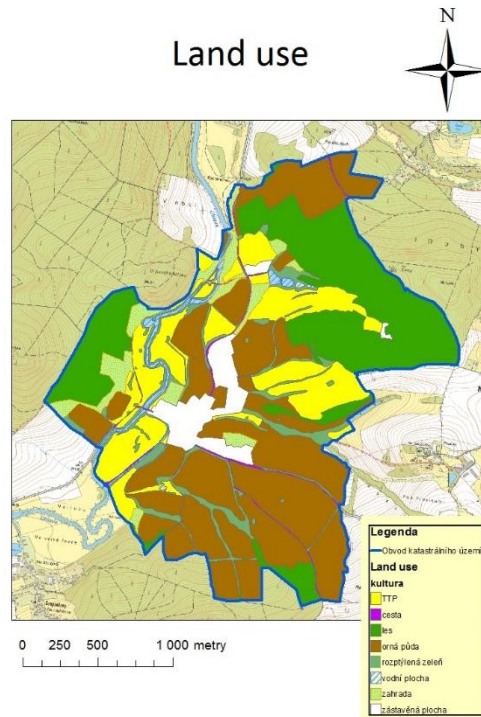 Land use
N
0 250 500 1 000 metry
Legenda
Obvod katastrálního území
Land use
kultura
TTP
cesta
les
orná půda
rozptýlená zeleň
vodní plocha
zahrada
zástavěná plocha